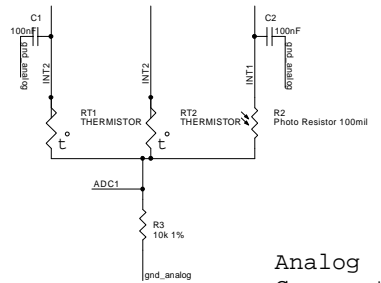 C1
100nF
gnd_analog
INT2
INT2
INT1
C2
100nF
gnd_analog
RT1
THERMISTOR
t°
RT2
THERMISTOR
t°
R2
Photo Resistor 100mil
ADC1
R3
10k 1%
gnd_analog
Analog